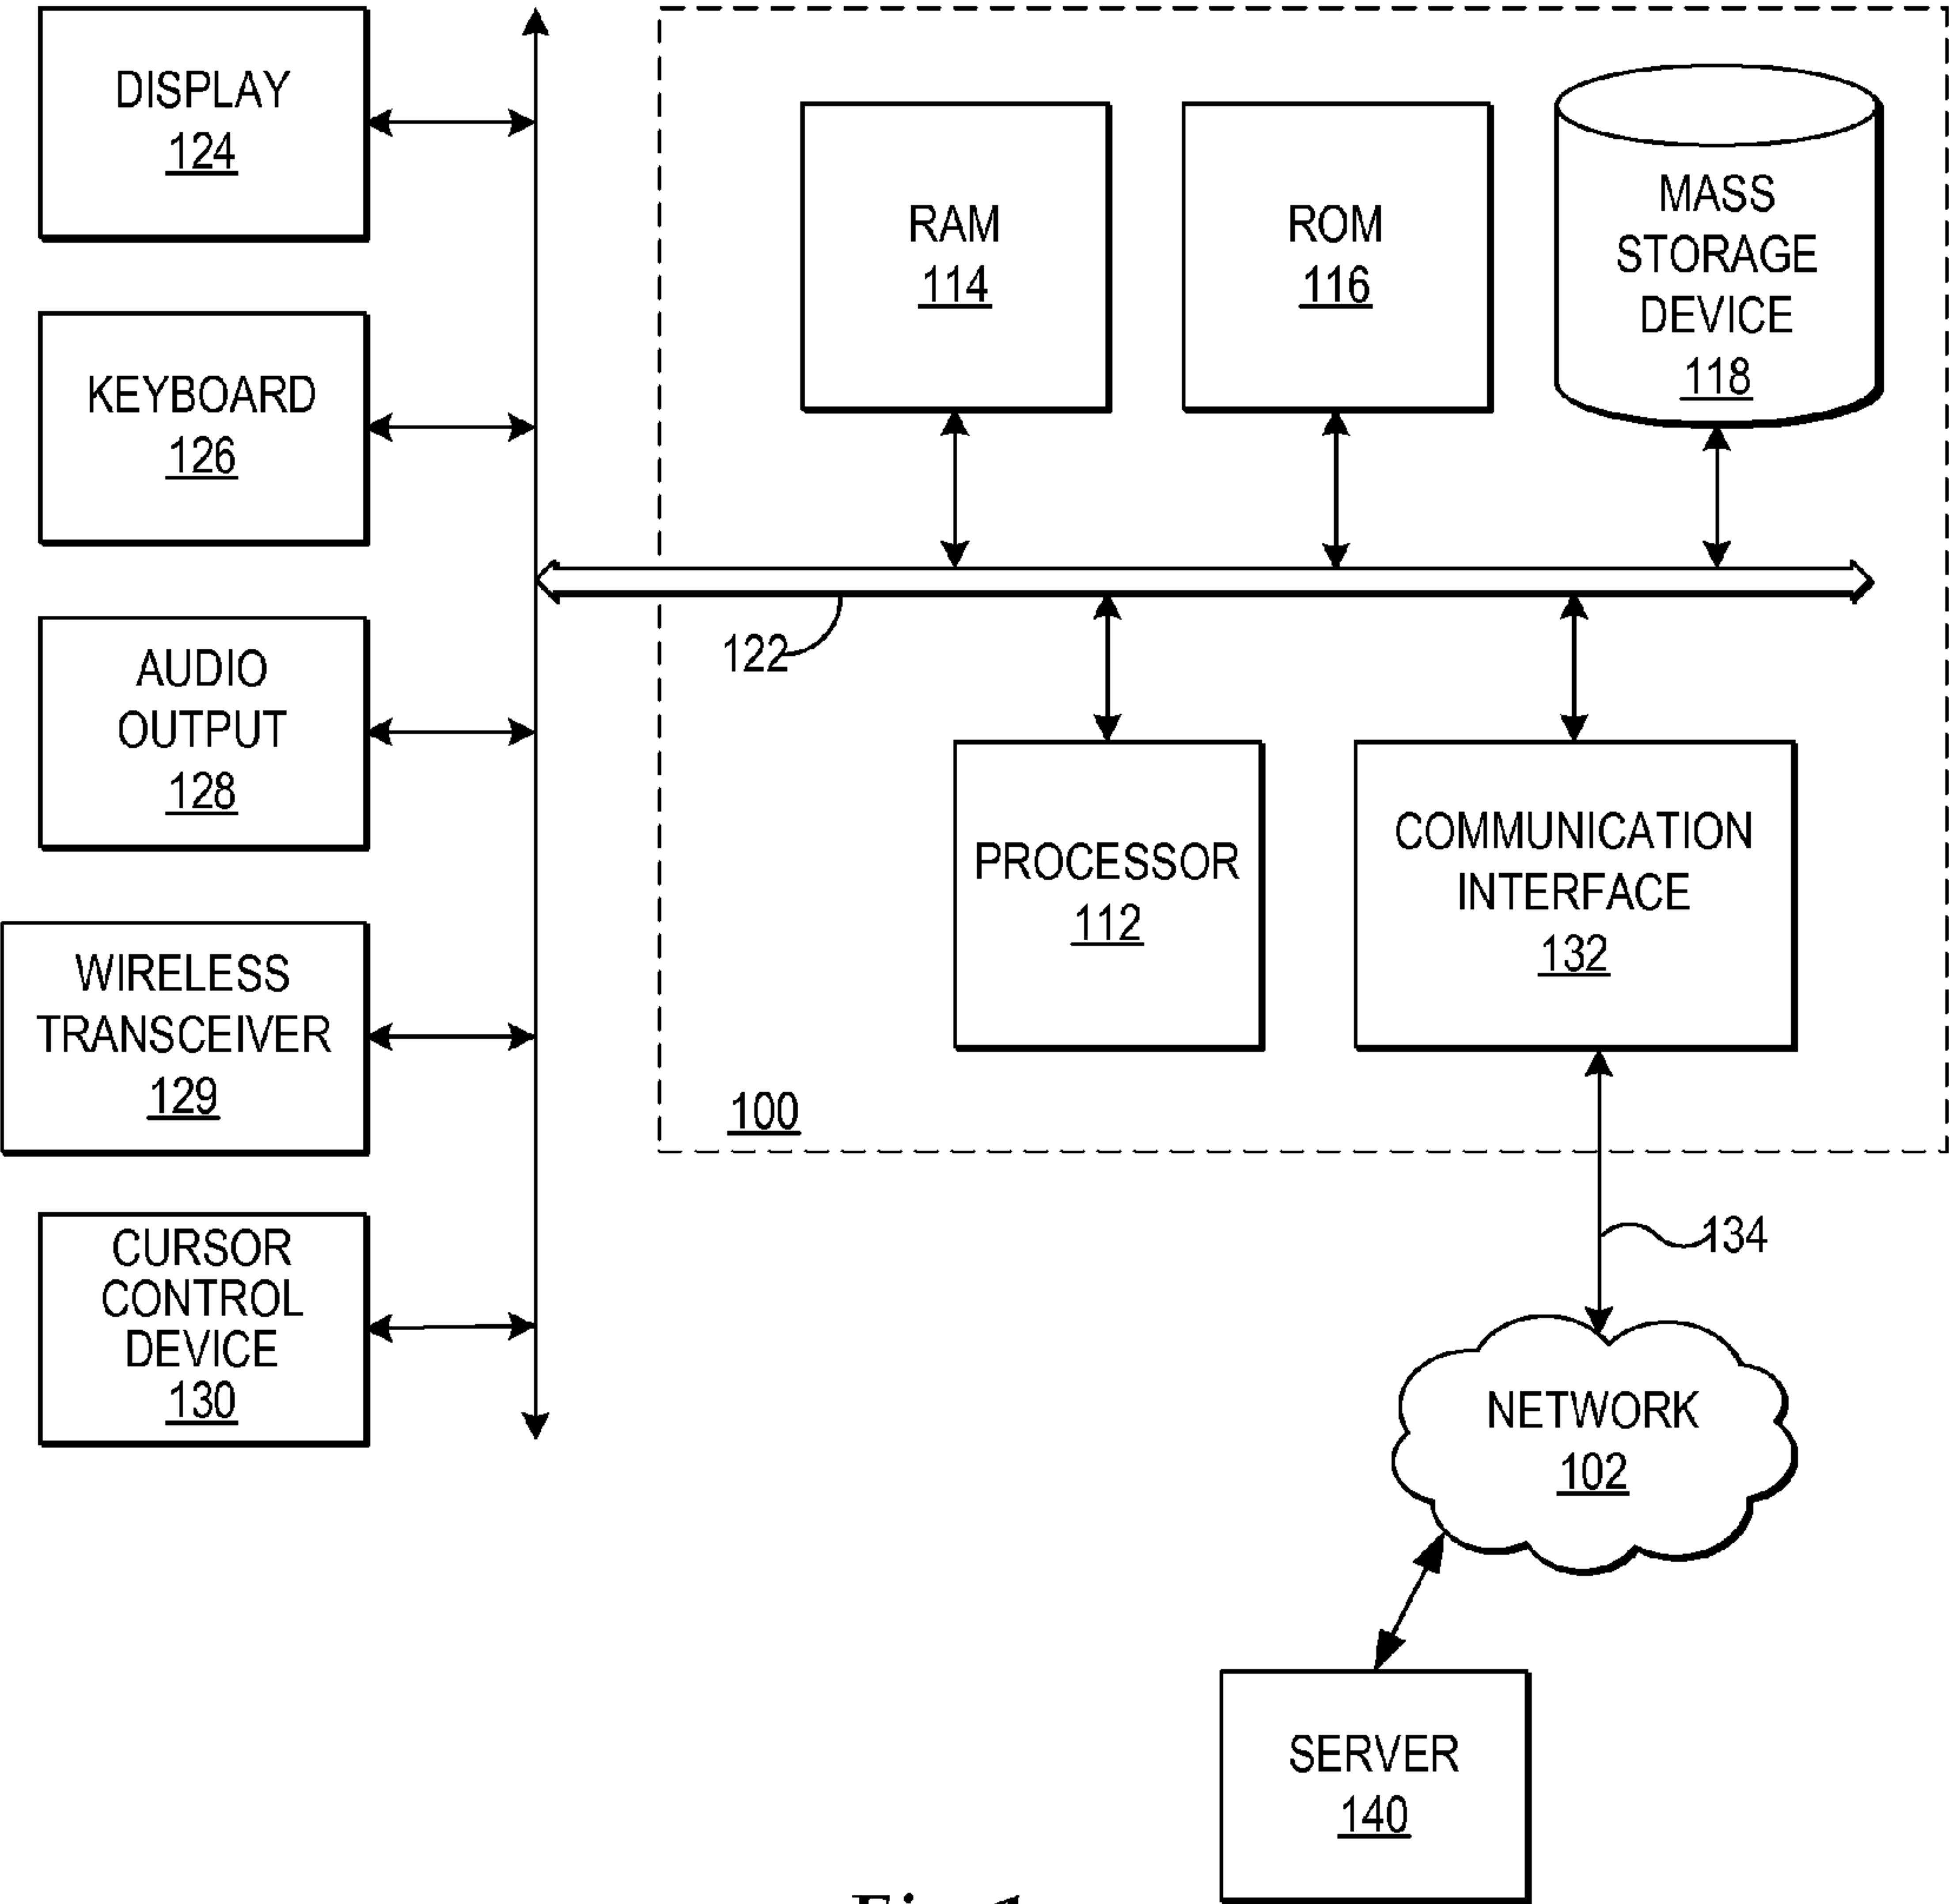 DISPLAY
124
KEYBOARD
126
AUDIO
OUTPUT
128
WIRELESS
TRANSCEIVER
129
CURSOR
CONTROL
DEVICE
130
RAM
114
ROM
116
MASS
STORAGE
DEVICE
118
122
PROCESSOR
112
COMMUNICATION
INTERFACE
132
100
134
NETWORK
102
SERVER
140